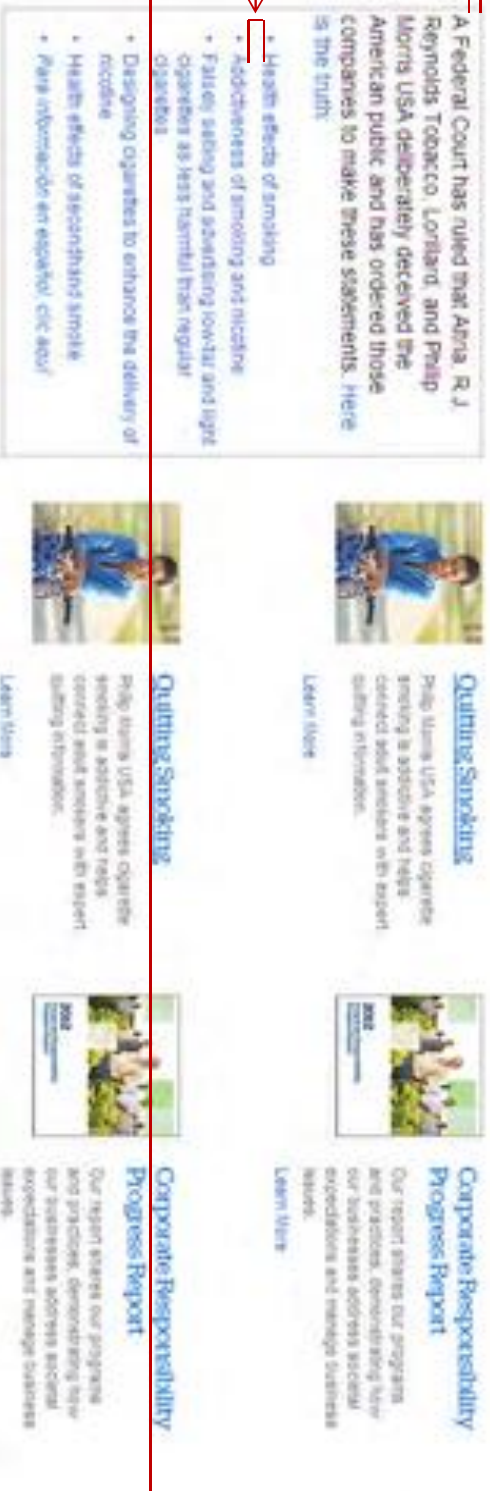 A Federal Court has ruled that Altria, R.J.
Reynolds Tobacco, Lorillard, and Philip
Morris USA deliberately deceived the
American public and has ordered those
companies to make these statements. Here
is the truth:
• Health effects of smoking
• Addictiveness of smoking and nicotine
• Falsely selling and advertising low-tar and light
cigarettes as less harmful than regular
cigarettes
• Designing cigarettes to enhance the delivery of
nicotine
• Health effects of secondhand smoke
• Para información en español, clic aquí
Quitting Smoking
Philip Morris USA agrees cigarette
smoking is addictive and helps
connect adult smokers with expert
quitting information.
Learn More
Corporate Responsibility
Progress Report
Our report shares our programs
and practices, demonstrating how
our businesses address societal
expectations and manage business
issues.
Learn More
2012
Quitting Smoking
Philip Morris USA agrees cigarette
smoking is addictive and helps
connect adult smokers with expert
quitting information.
Learn More
Corporate Responsibility
Progress Report
Our report shares our programs
and practices, demonstrating how
our businesses address societal
expectations and manage business
issues.
2012